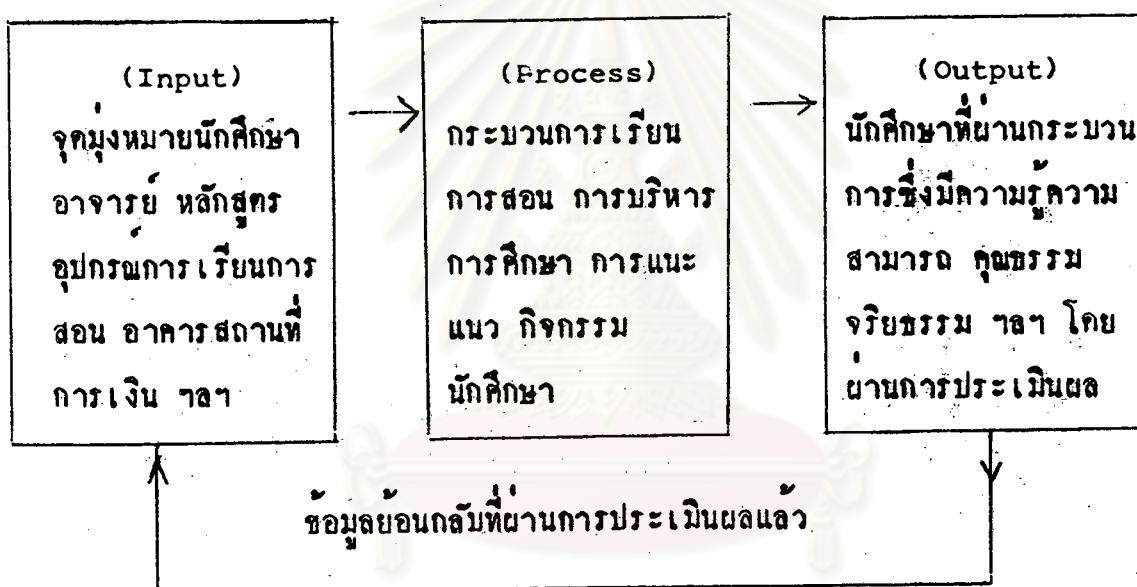 (Input)
จุดมุ่งหมายนักศึกษา
อาจารย์ หลักสูตร
อุปกรณ์การเรียนการ
สอน อาคารสถานที่
การเงิน ฯลฯ
(Process)
กระบวนการเรียน
การสอน การบริหาร
การศึกษา การแนะ
แนว กิจกรรม
นักศึกษา
(Output)
นักศึกษาที่ผ่านกระบวน
การซึ่งมีความรู้ความ
สามารถ คุณธรรม
จริยธรรม ฯลฯ โดย
ผ่านการประเมินผล
ข้อมูลย้อนกลับที่ผ่านการประเมินผลแล้ว